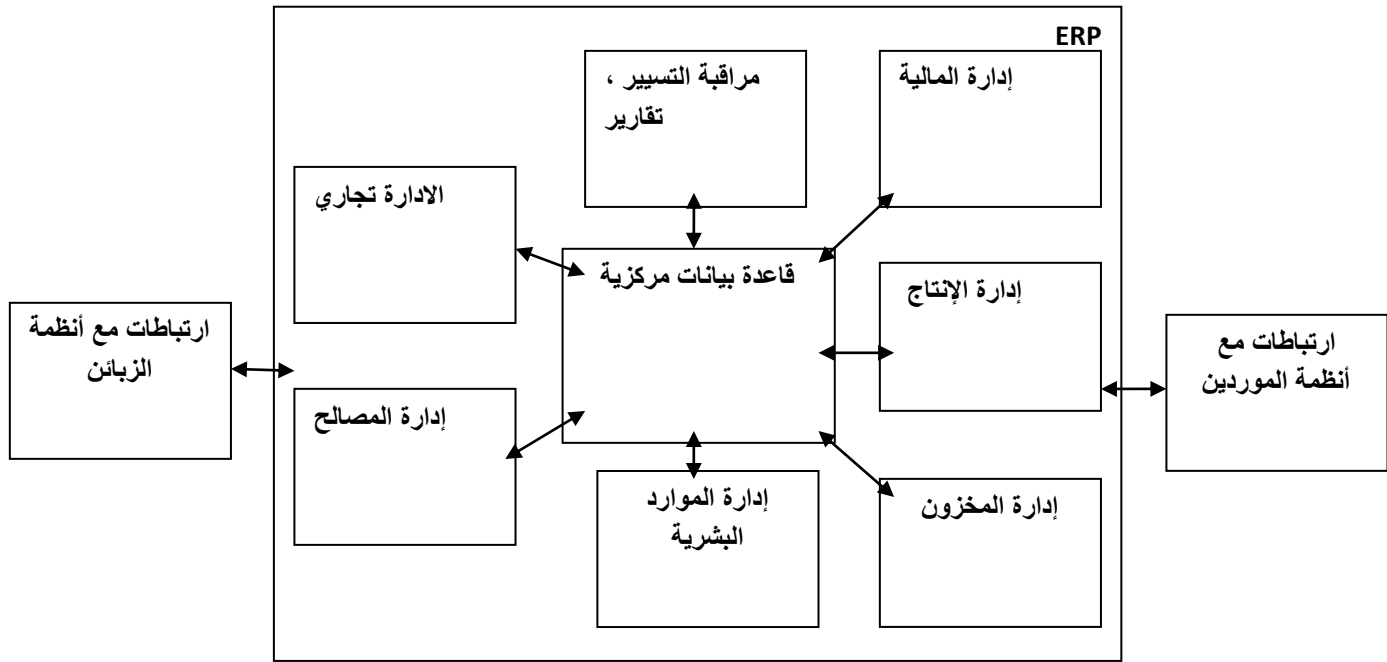 ERP
إدارة المالية
مراقبة التسيير ،
تقارير
الادارة تجاري
قاعدة بيانات مركزية
إدارة الإنتاج
ارتباطات مع أنظمة
الزبائن
ارتباطات مع
أنظمة الموردين
إدارة المصالح
إدارة الموارد
البشرية
إدارة المخزون